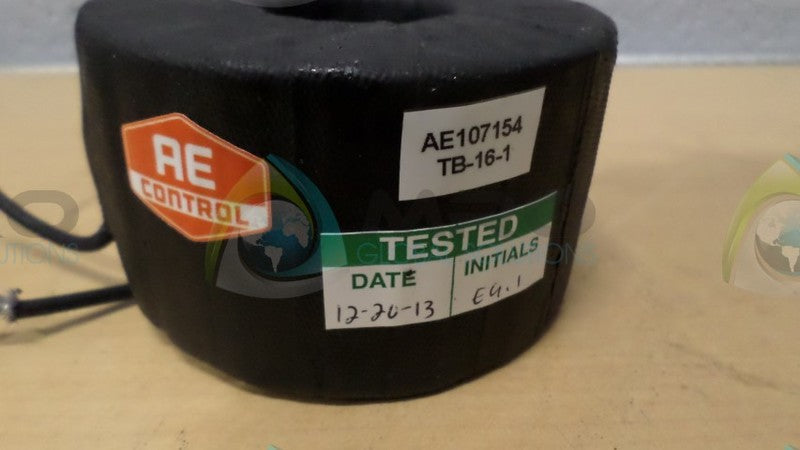 AE
CONTROL
AE107154
TB-16-1
TESTED
DATE
INITIALS
12-20-13